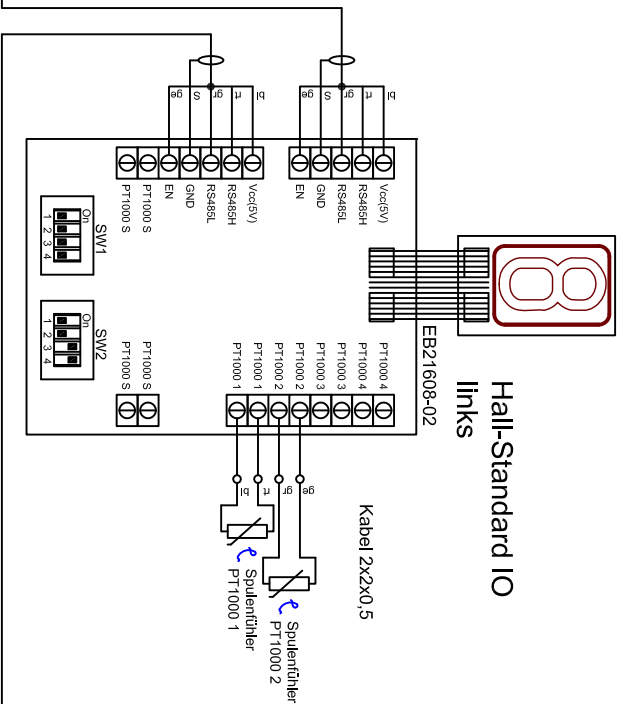 Hall-Standard IO
links
EB21608-02
Kabel 2x2x0,5
bl
rt
gr
S
ge
bl
rt
gr
S
ge
Vcc(5V)
RS485H
RS485L
GND
EN
Vcc(5V)
RS485H
RS485L
GND
EN
PT1000 S
PT1000 S
PT1000 4
PT1000 4
PT1000 3
PT1000 3
PT1000 2
PT1000 2
PT1000 1
PT1000 1
PT1000 S
PT1000 S
SW1
On
1 2 3 4
SW2
On
1 2 3 4
ge
gr
rt
bl
Spulenfühler
PT1000 2
Spulenfühler
PT1000 1